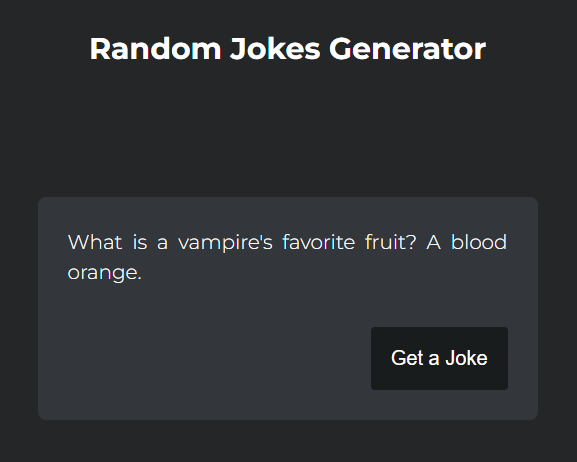 Random Jokes Generator
What is a vampire's favorite fruit? A blood
orange.
Get a Joke